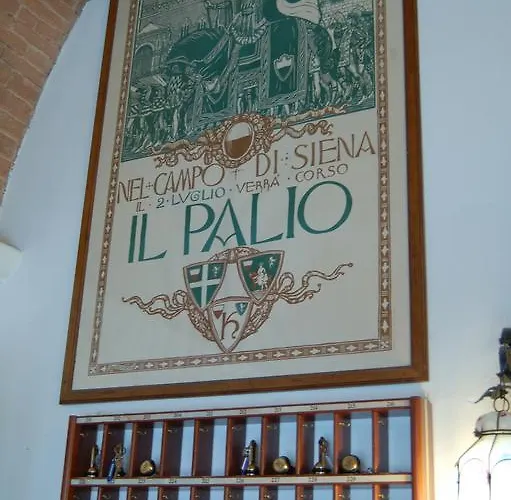 NEL + CAMPO + DI : SIENA
IL · 2 · LUGLIO · VERRÀ · CORSO
IL PALIO